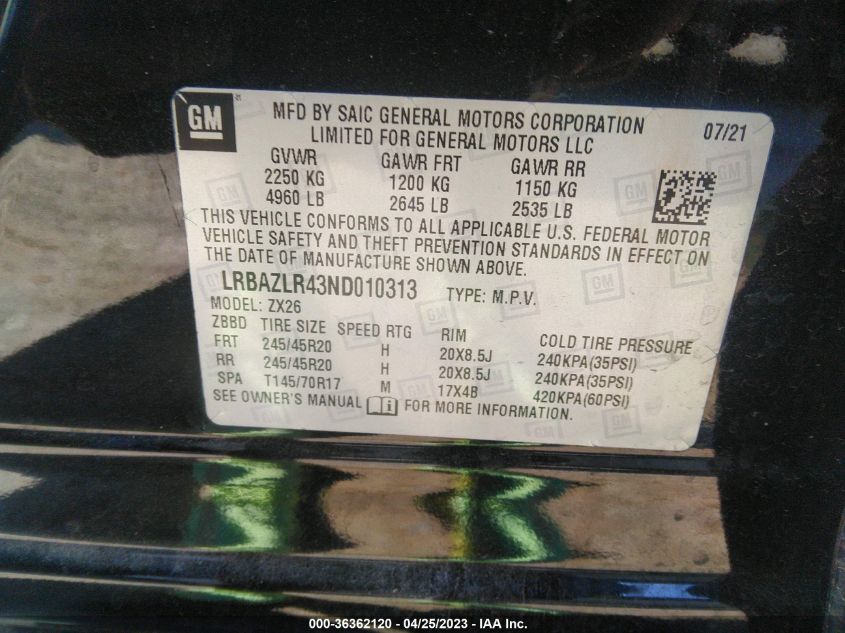 GM
MFD BY SAIC GENERAL MOTORS CORPORATION 07/21
LIMITED FOR GENERAL MOTORS LLC
GVWR GAWR FRT GAWR RR
2250 KG 1200 KG 1150 KG
4960 LB 2645 LB 2535 LB
THIS VEHICLE CONFORMS TO ALL APPLICABLE U.S. FEDERAL MOTOR
VEHICLE SAFETY AND THEFT PREVENTION STANDARDS IN EFFECT ON
THE DATE OF MANUFACTURE SHOWN ABOVE.
LRBAZLR43ND010313 TYPE: M.P.V.
MODEL: ZX26
ZBBD TIRE SIZE SPEED RTG RIM COLD TIRE PRESSURE
FRT 245/45R20 H 20X8.5J 240KPA(35PSI)
RR 245/45R20 H 20X8.5J 240KPA(35PSI)
SPA T145/70R17 M 17X4B 420KPA(60PSI)
SEE OWNER'S MANUAL FOR MORE INFORMATION.
000-36362120 - 04/25/2023 - IAA Inc.